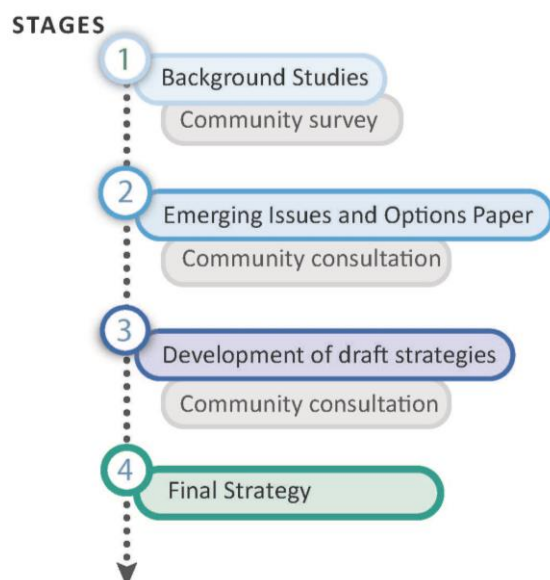 STAGES
1
Background Studies
Community survey
2
Emerging Issues and Options Paper
Community consultation
3
Development of draft strategies
Community consultation
4
Final Strategy